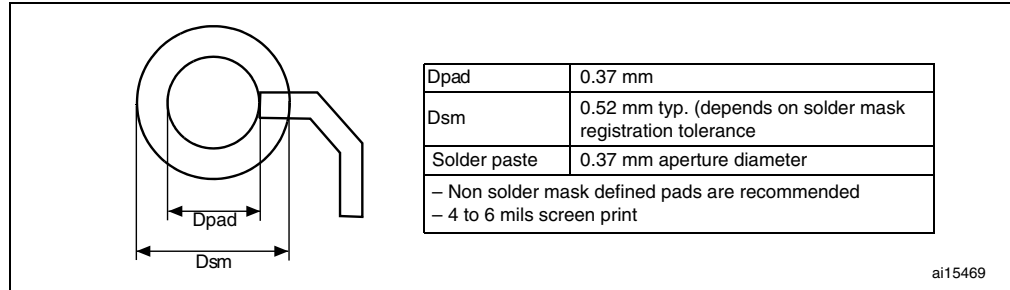 Dpad
Dsm
Dpad 0.37 mm
Dsm 0.52 mm typ. (depends on solder mask
registration tolerance
Solder paste 0.37 mm aperture diameter
– Non solder mask defined pads are recommended
– 4 to 6 mils screen print
ai15469